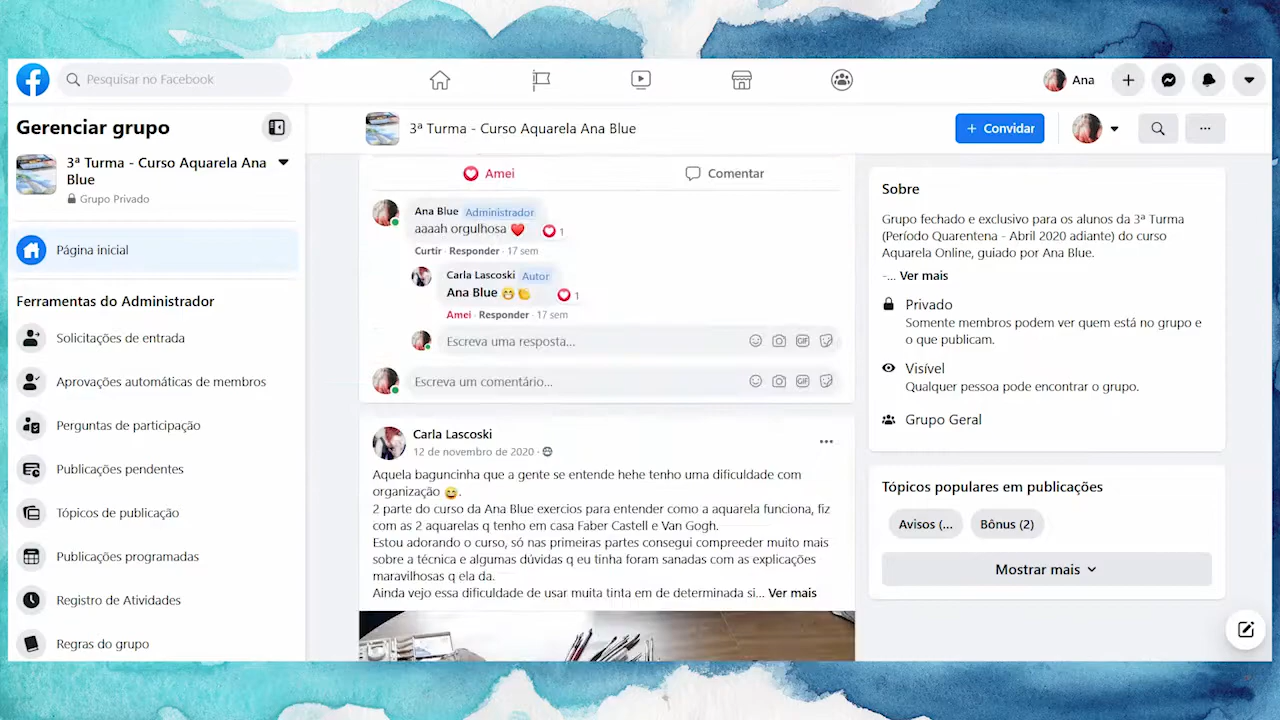 Pesquisar no Facebook
Ana
Gerenciar grupo
3ª Turma - Curso Aquarela Ana
Blue
Grupo Privado
Página inicial
Ferramentas do Administrador
Solicitações de entrada
Aprovações automáticas de membros
Perguntas de participação
Publicações pendentes
Tópicos de publicação
Publicações programadas
Registro de Atividades
Regras do grupo
3ª Turma - Curso Aquarela Ana Blue
+ Convidar
Amei
Comentar
Ana Blue Administrador
aaaah orgulhosa ❤️ 1
Curtir · Responder · 17 sem
Carla Lascoski Autor
Ana Blue 😁👏 1
Amei · Responder · 17 sem
Escreva uma resposta...
GIF
Escreva um comentário...
GIF
Carla Lascoski
12 de novembro de 2020 ·
Aquela baguncinha que a gente se entende hehe tenho uma dificuldade com
organização 😅.
2 parte do curso da Ana Blue exercios para entender como a aquarela funciona, fiz
com as 2 aquarelas q tenho em casa Faber Castell e Van Gogh.
Estou adorando o curso, só nas primeiras partes consegui compreender muito mais
sobre a técnica e algumas dúvidas q eu tinha foram sanadas com as explicações
maravilhosas q ela da.
Ainda vejo essa dificuldade de usar muita tinta em de determinada si... Ver mais
Sobre
Grupo fechado e exclusivo para os alunos da 3ª Turma
(Período Quarentena - Abril 2020 adiante) do curso
Aquarela Online, guiado por Ana Blue.
-... Ver mais
Privado
Somente membros podem ver quem está no grupo e
o que publicam.
Visível
Qualquer pessoa pode encontrar o grupo.
Grupo Geral
Tópicos populares em publicações
Avisos (...
Bônus (2)
Mostrar mais